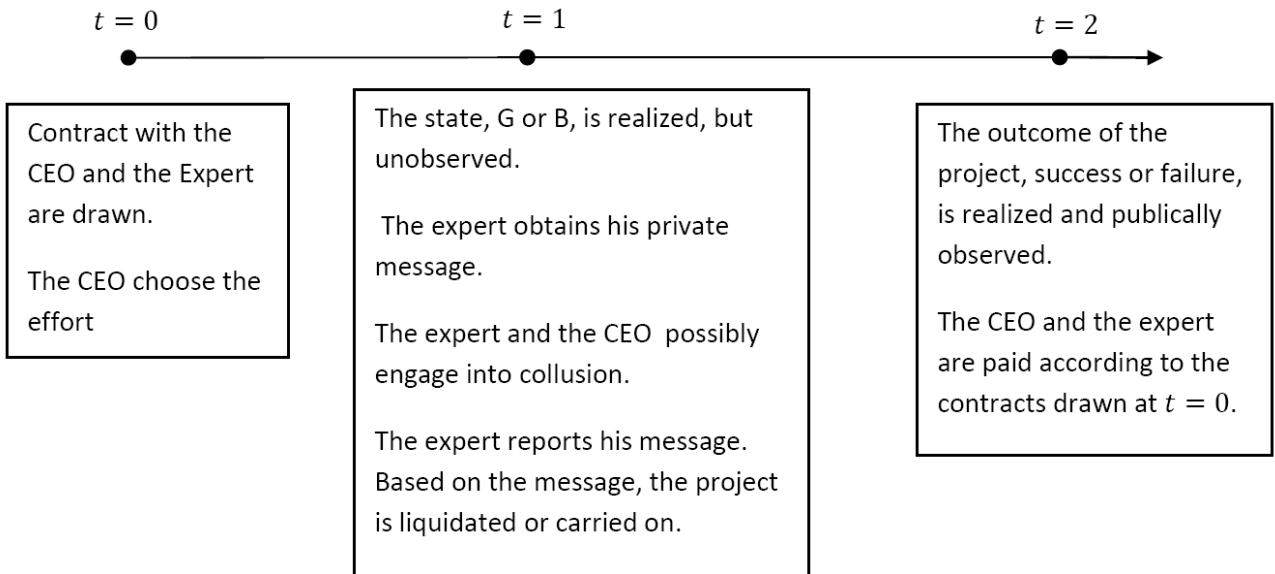 t = 0
t = 1
t = 2
Contract with the
CEO and the Expert
are drawn.
The CEO choose the
effort
The state, G or B, is realized, but
unobserved.
The expert obtains his private
message.
The expert and the CEO possibly
engage into collusion.
The expert reports his message.
Based on the message, the project
is liquidated or carried on.
The outcome of the
project, success or failure,
is realized and publically
observed.
The CEO and the expert
are paid according to the
contracts drawn at t = 0.